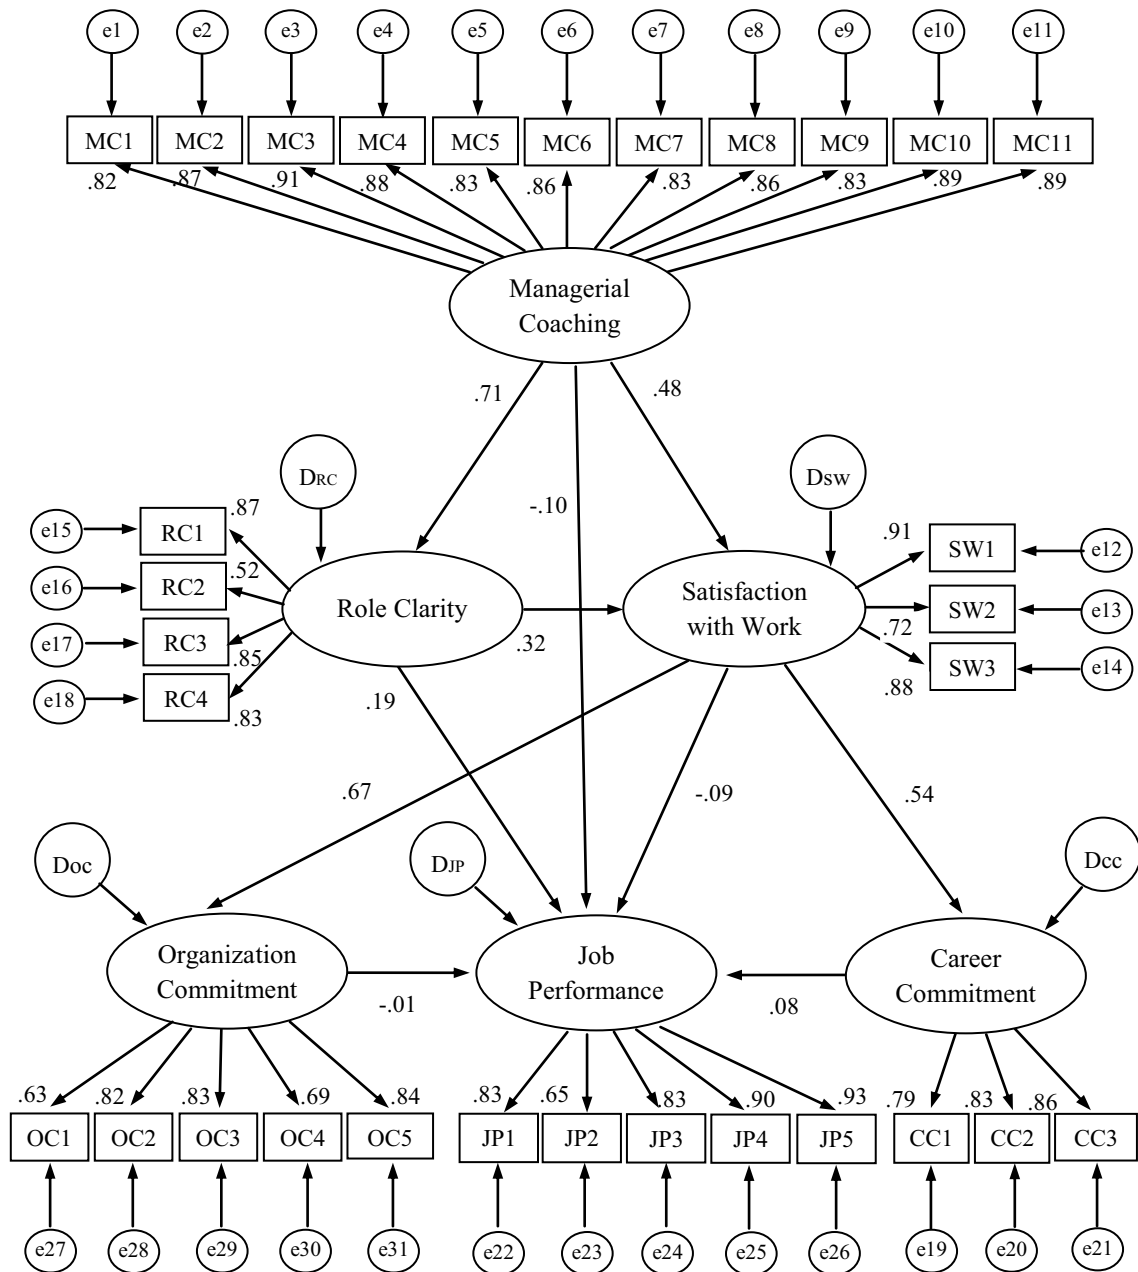 e1 e2 e3 e4 e5 e6 e7 e8 e9 e10 e11
MC1 MC2 MC3 MC4 MC5 MC6 MC7 MC8 MC9 MC10 MC11
.82 .87 .91 .88 .83 .86 .83 .86 .83 .89 .89
Managerial
Coaching
.71 .48
DRC Dsw
-.10
e15 RC1 .87 .91 SW1 e12
e16 RC2 .52 SW2 e13
Role Clarity
Satisfaction
with Work
e17 RC3 .32 .72
.85 SW3 e14
e18 RC4 .83 .19 .88
.67 -.09 .54
Doc DJP Dcc
Organization
Commitment
Job
Performance
Career
Commitment
-.01 .08
.63 .82 .83 .69 .84 .83 .65 .83 .90 .93 .79 .83 .86
OC1 OC2 OC3 OC4 OC5 JP1 JP2 JP3 JP4 JP5 CC1 CC2 CC3
e27 e28 e29 e30 e31 e22 e23 e24 e25 e26 e19 e20 e21